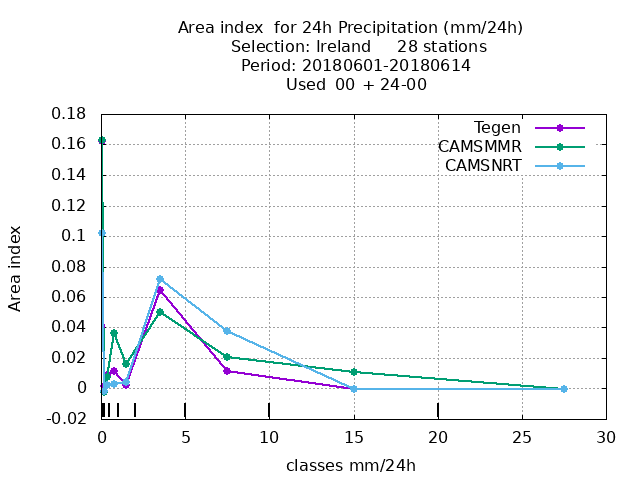 Area index  for 24h Precipitation (mm/24h)
Selection: Ireland     28 stations
Period: 20180601-20180614
Used  00  + 24-00
Tegen
CAMSMMR
CAMSNRT
0.18
0.16
0.14
0.12
0.1
0.08
0.06
0.04
0.02
0
-0.02
Area index
0 5 10 15 20 25 30
classes mm/24h